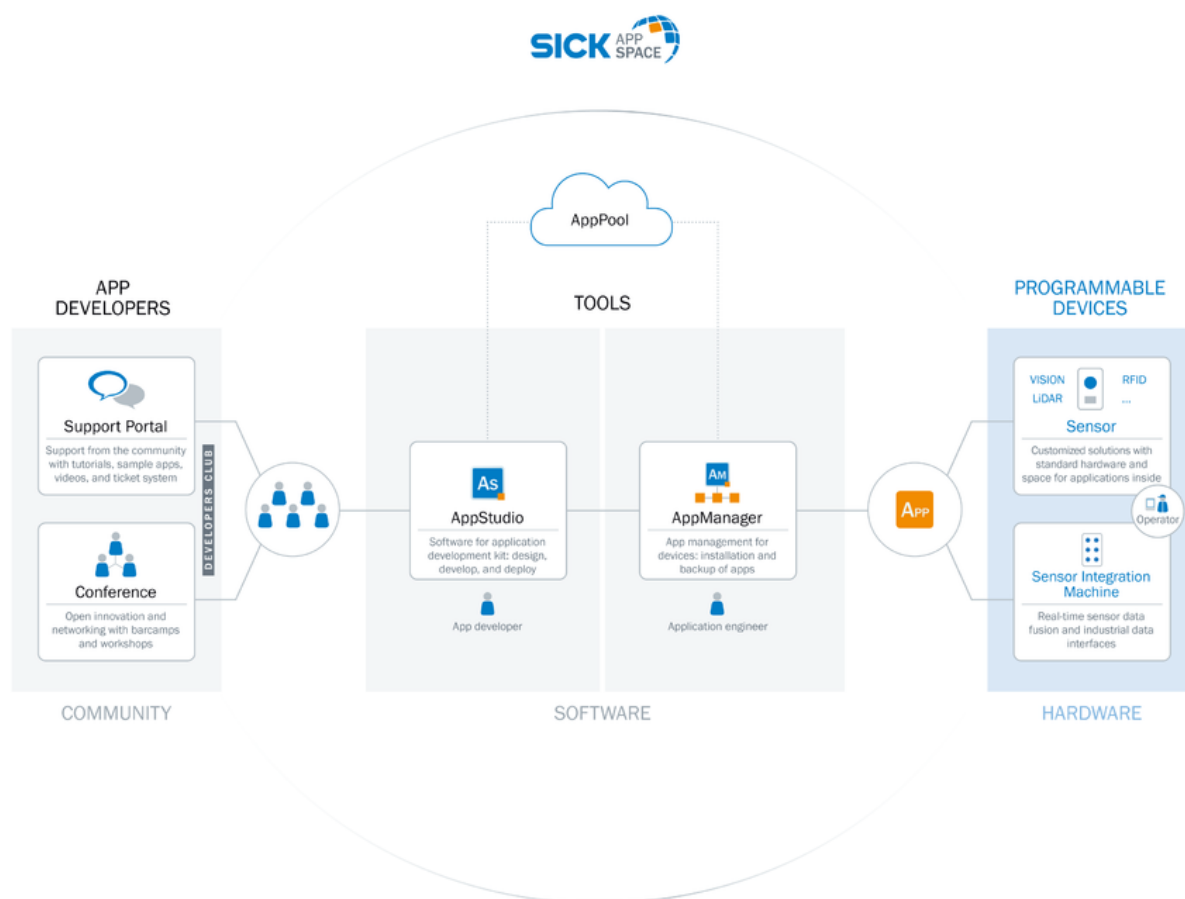 SICK APP
SPACE
AppPool
APP
DEVELOPERS
TOOLS
PROGRAMMABLE
DEVICES
Support Portal
Support from the community
with tutorials, sample apps,
videos, and ticket system
DEVELOPERS CLUB
Conference
Open innovation and
networking with barcamps
and workshops
As
AppStudio
Software for application
development kit: design,
develop, and deploy
App developer
AM
AppManager
App management for
devices: installation and
backup of apps
Application engineer
APP
VISION
RFID
LiDAR
...
Sensor
Customized solutions with
standard hardware and
space for applications inside
Operator
Sensor Integration
Machine
Real-time sensor data
fusion and industrial data
interfaces
COMMUNITY
SOFTWARE
HARDWARE